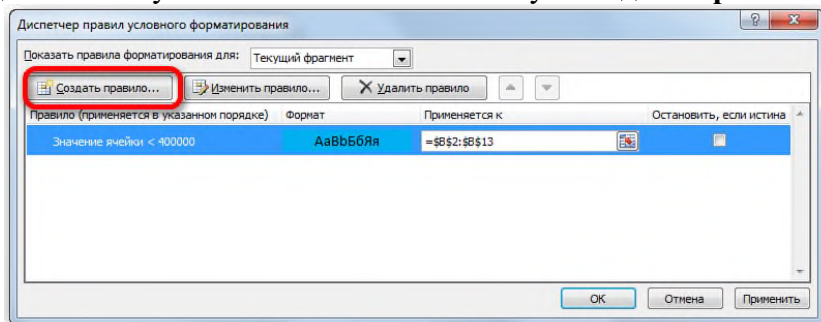 Диспетчер правил условного форматирования
Показать правила форматирования для: Текущий фрагмент
Создать правило... Изменить правило... Удалить правило
Правило (применяется в указанном порядке) Формат Применяется к Остановить, если истина
Значение ячейки < 400000 АаВbБбЯя =$B$2:$B$13
ОК Отмена Применить